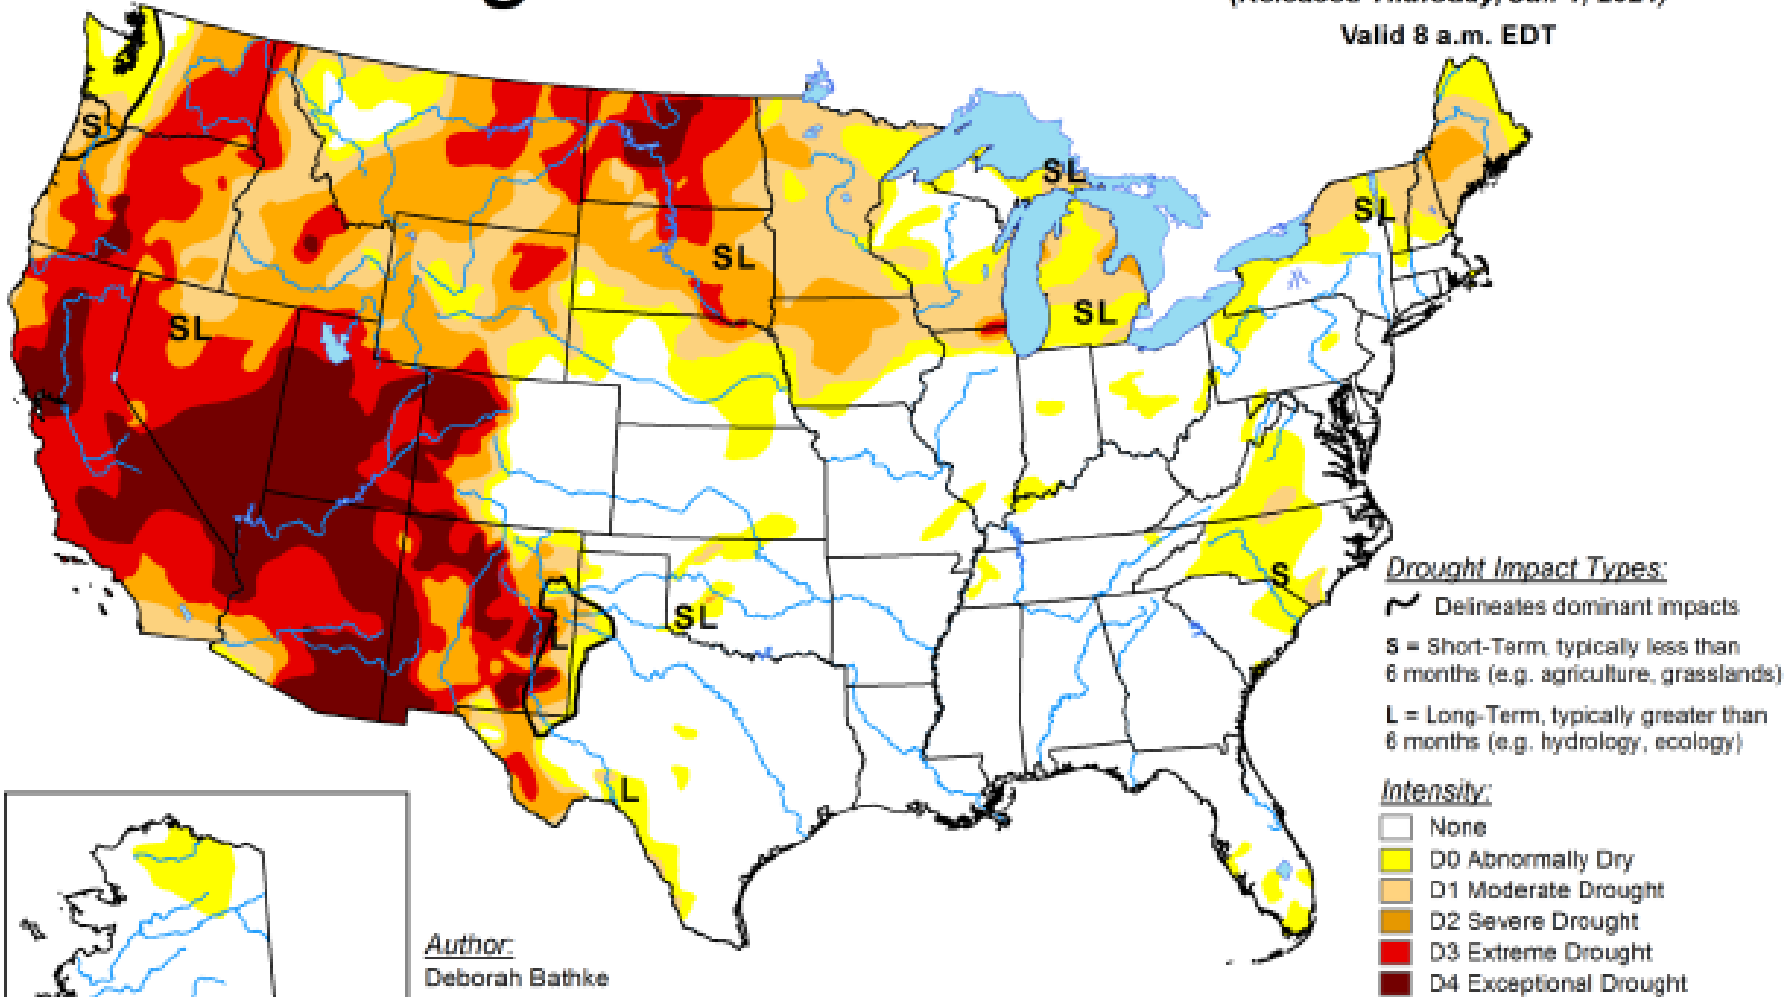 Valid 8 a.m. EDT
S
SL
SL
SL
SL
SL
S
SL
L
L
Drought Impact Types:
Delineates dominant impacts
S = Short-Term, typically less than
6 months (e.g. agriculture, grasslands)
L = Long-Term, typically greater than
6 months (e.g. hydrology, ecology)
Intensity:
None
D0 Abnormally Dry
D1 Moderate Drought
D2 Severe Drought
D3 Extreme Drought
D4 Exceptional Drought
Author:
Deborah Bathke